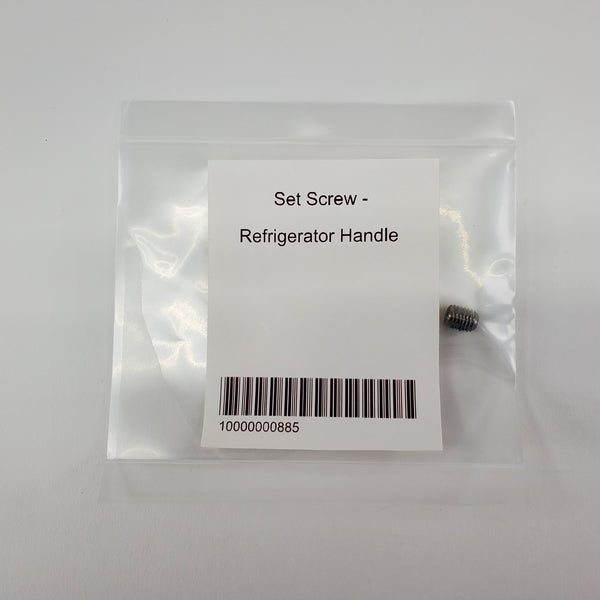 Set Screw -
Refrigerator Handle
10000000885